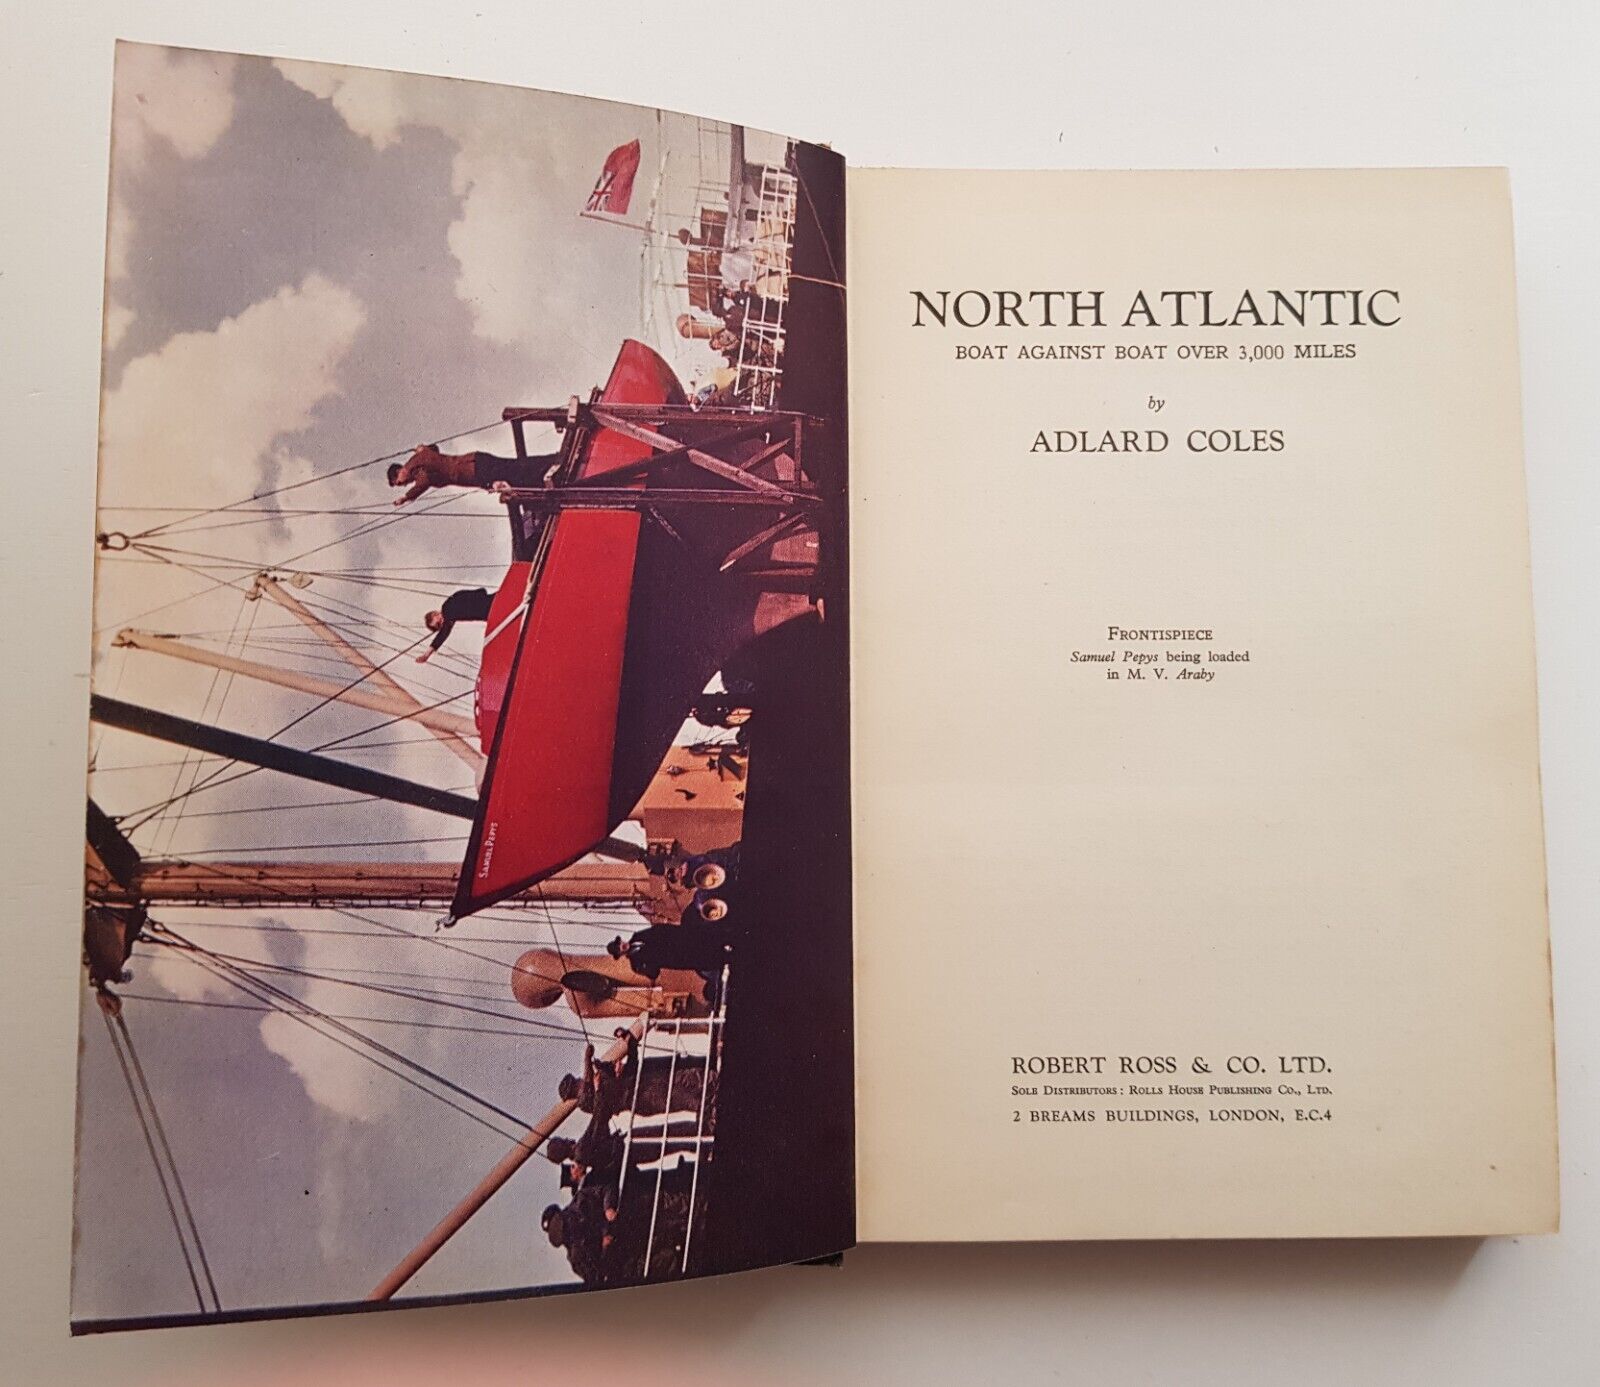 SAMUEL PEPYS
NORTH ATLANTIC
BOAT AGAINST BOAT OVER 3,000 MILES
by
ADLARD COLES
FRONTISPIECE
Samuel Pepys being loaded
in M. V. Araby
ROBERT ROSS & CO. LTD.
SOLE DISTRIBUTORS: ROLLS HOUSE PUBLISHING CO., LTD.
2 BREAMS BUILDINGS, LONDON, E.C.4